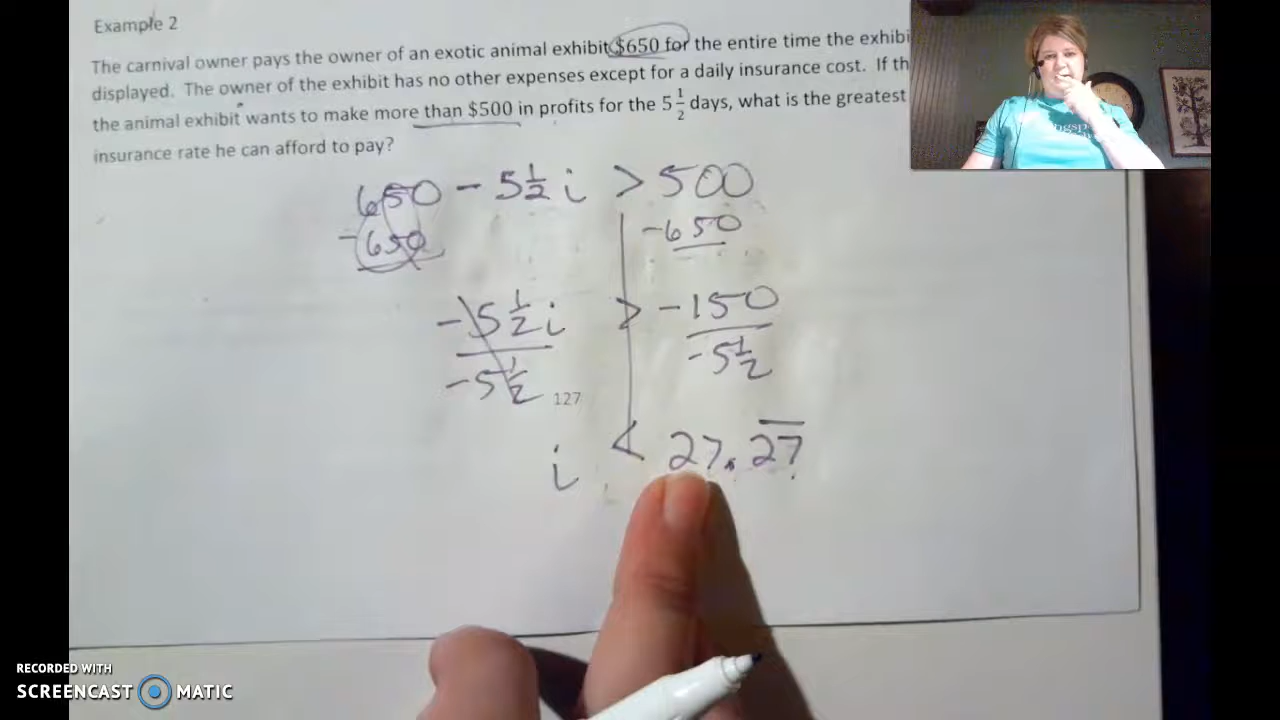 Example 2
The carnival owner pays the owner of an exotic animal exhibit $650 for the entire time the exhibi
displayed. The owner of the exhibit has no other expenses except for a daily insurance cost. If th
the animal exhibit wants to make more than $500 in profits for the 5 1/2 days, what is the greatest
insurance rate he can afford to pay?
650 - 5 1/2 i > 500
-650 -650
-5 1/2 i > -150
-5 1/2 -5 1/2
127
i < 27.2̅7̅
RECORDED WITH
SCREENCAST MATIC